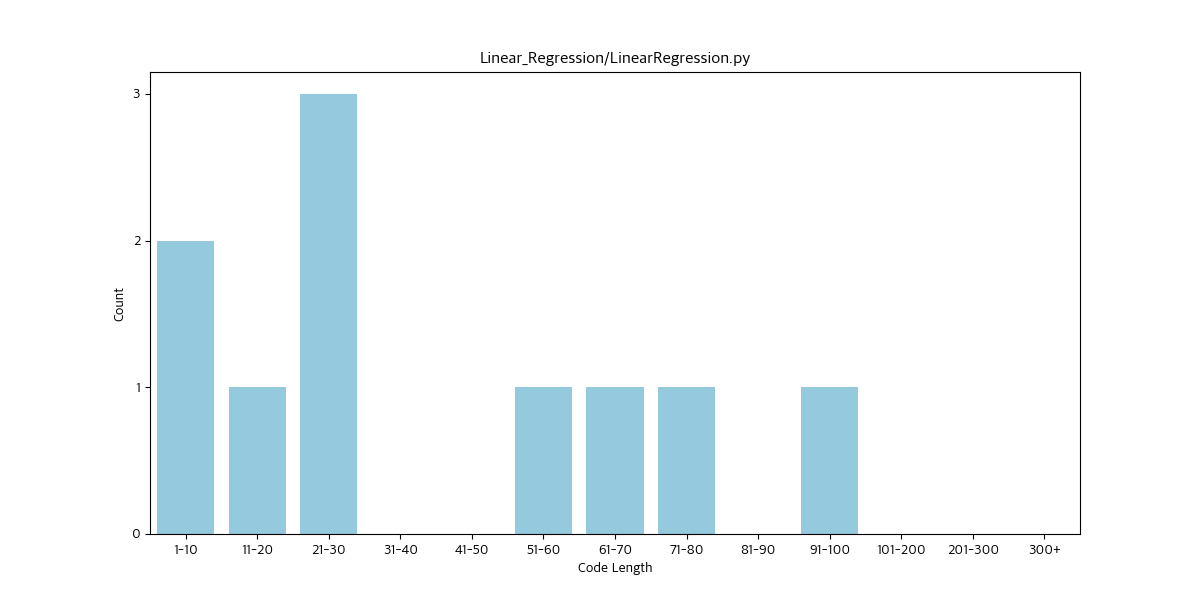 Linear_Regression/LinearRegression.py
3
2
1
0
Count
1-10 11-20 21-30 31-40 41-50 51-60 61-70 71-80 81-90 91-100 101-200 201-300 300+
Code Length